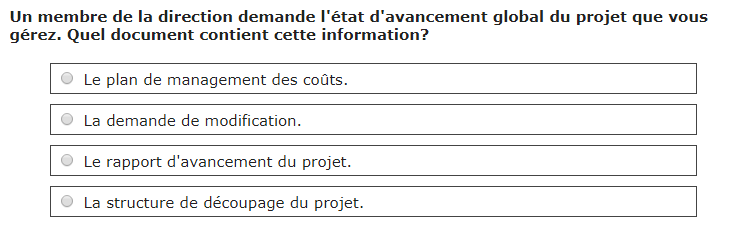 Un membre de la direction demande l'état d'avancement global du projet que vous
gérez. Quel document contient cette information?
Le plan de management des coûts.
La demande de modification.
Le rapport d'avancement du projet.
La structure de découpage du projet.